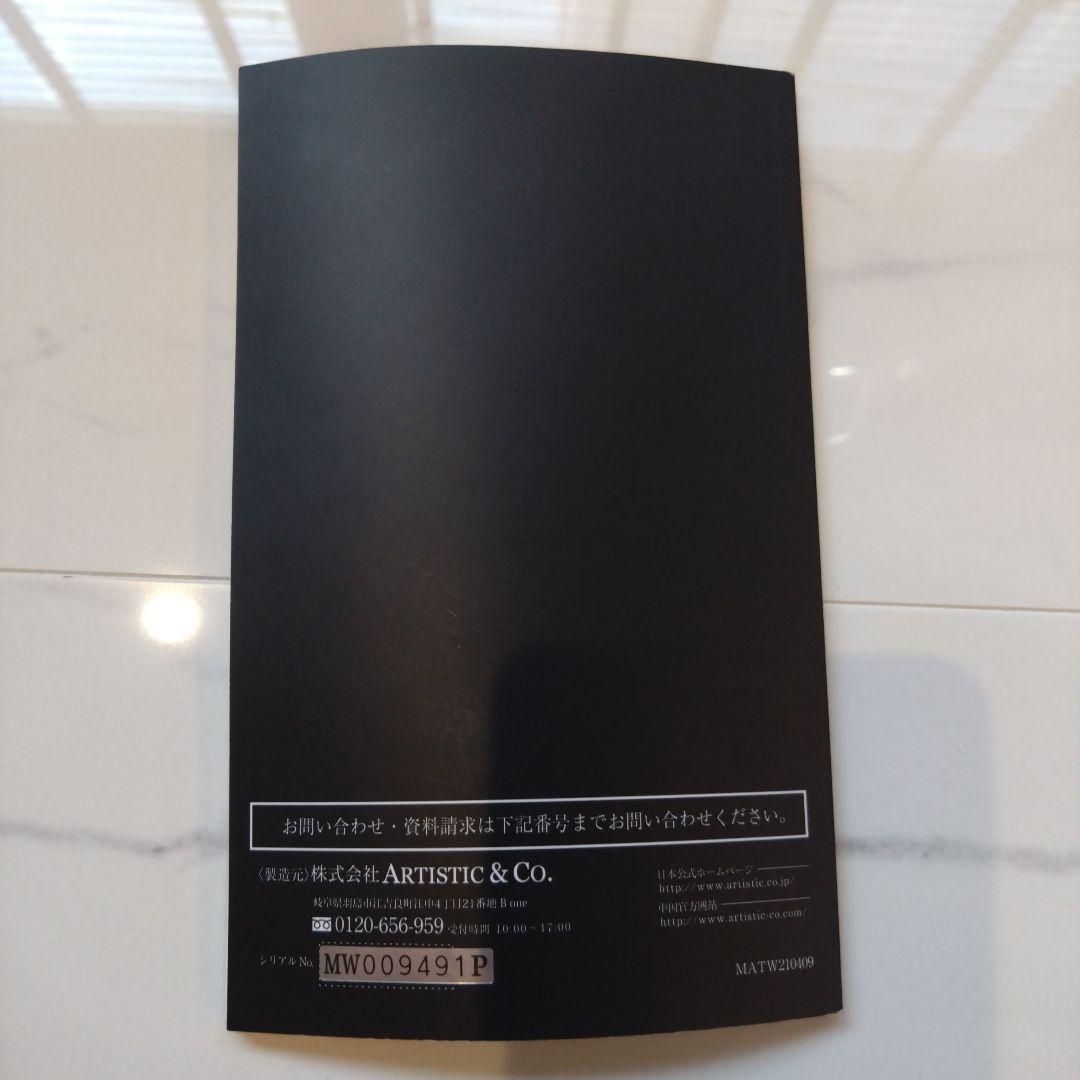 お問い合わせ・資料請求は下記番号までお問い合わせください。
〈製造元〉株式会社 ARTISTIC & CO.
岐阜県羽島市江吉良町江中4丁目21番地 B one
0120-656-959 受付時間 10:00~17:00
シリアルNo. MW009491P
日本公式ホームページ
http://www.artistic.co.jp/
中国官方网站
http://www.artistic-co.com/
MATW210409